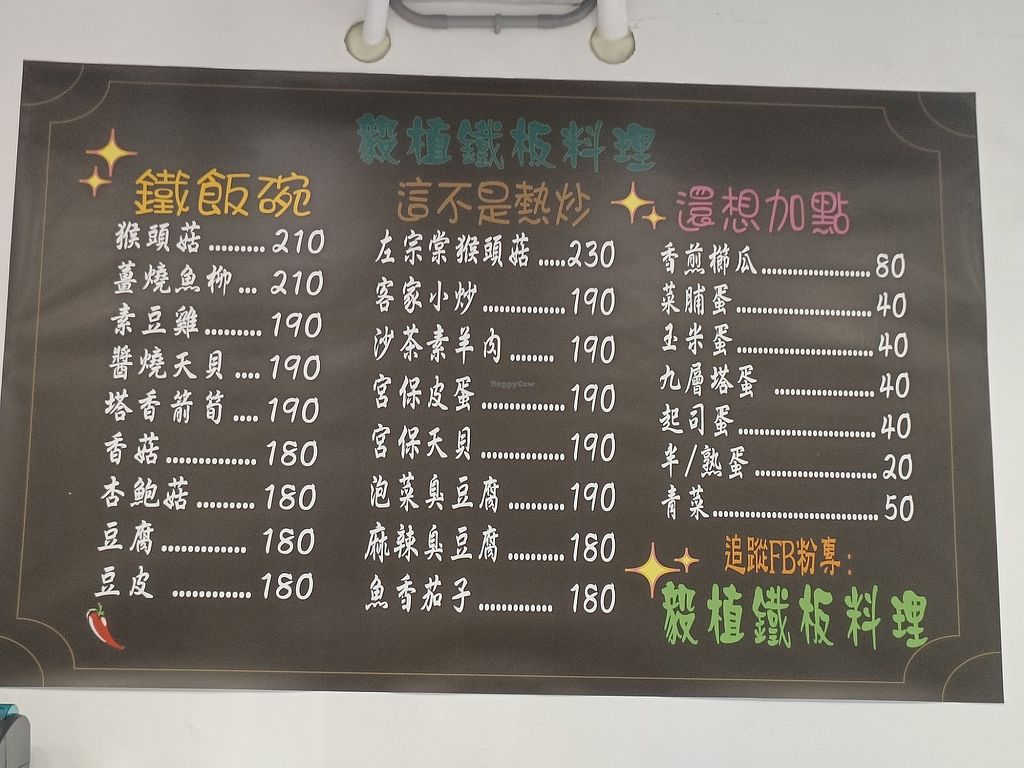 毅植鐵板料理
鐵飯碗
猴頭菇.........210
薑燒魚柳...210
素豆雞.........190
醬燒天貝....190
塔香箭筍....190
香菇..............180
杏鮑菇.........180
豆腐.............180
豆皮............180
這不是熱炒
左宗棠猴頭菇.....230
客家小炒.............190
沙茶素羊肉.......190
宮保皮蛋.............190
宮保天貝.............190
泡菜臭豆腐........190
麻辣臭豆腐........180
魚香茄子............180
還想加點
香煎櫛瓜....................80
菜脯蛋........................40
玉米蛋........................40
九層塔蛋................40
起司蛋........................40
半/熟蛋.....................20
青菜.............................50
追蹤FB粉專:
毅植鐵板料理
HappyCow